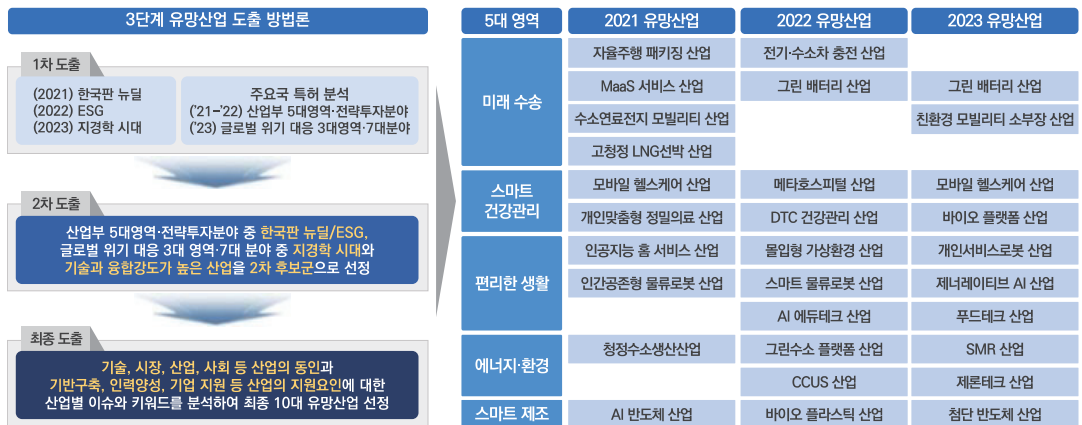 3단계 유망산업 도출 방법론
1차 도출
(2021) 한국판 뉴딜
(2022) ESG
(2023) 지경학 시대
주요국 특허 분석
('21-'22) 산업부 5대영역·전략투자분야
('23) 글로벌 위기 대응 3대영역·7대분야
2차 도출
산업부 5대영역·전략투자분야 중 한국판 뉴딜/ESG,
글로벌 위기 대응 3대 영역·7대 분야 중 지경학 시대와
기술과 융합강도가 높은 산업을 2차 후보군으로 선정
최종 도출
기술, 시장, 산업, 사회 등 산업의 동인과
기반구축, 인력양성, 기업 지원 등 산업의 지원요인에 대한
산업별 이슈와 키워드를 분석하여 최종 10대 유망산업 선정
5대 영역 2021 유망산업 2022 유망산업 2023 유망산업
자율주행 패키징 산업 전기·수소차 충전 산업
미래 수송 MaaS 서비스 산업 그린 배터리 산업 그린 배터리 산업
수소연료전지 모빌리티 산업 친환경 모빌리티 소부장 산업
고청정 LNG선박 산업
스마트
건강관리
모바일 헬스케어 산업 메타호스피털 산업 모바일 헬스케어 산업
개인맞춤형 정밀의료 산업 DTC 건강관리 산업 바이오 플랫폼 산업
편리한 생활
인공지능 홈 서비스 산업 몰입형 가상환경 산업 개인서비스로봇 산업
인간공존형 물류로봇 산업 스마트 물류로봇 산업 제너레이티브 AI 산업
AI 에듀테크 산업 푸드테크 산업
에너지·환경
청정수소생산산업 그린수소 플랫폼 산업 SMR 산업
CCUS 산업 제론테크 산업
스마트 제조 AI 반도체 산업 바이오 플라스틱 산업 첨단 반도체 산업